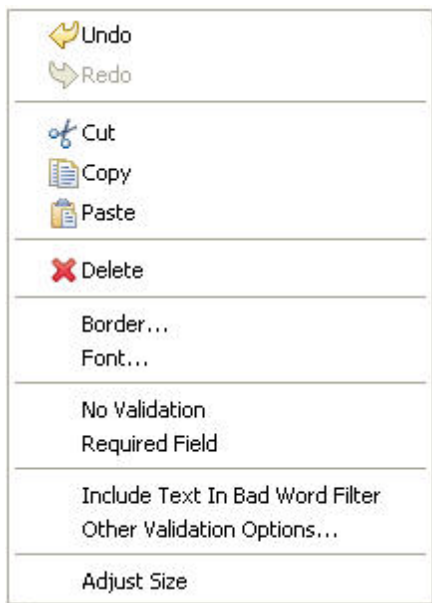 Undo
Redo
Cut
Copy
Paste
Delete
Border...
Font...
No Validation
Required Field
Include Text In Bad Word Filter
Other Validation Options...
Adjust Size